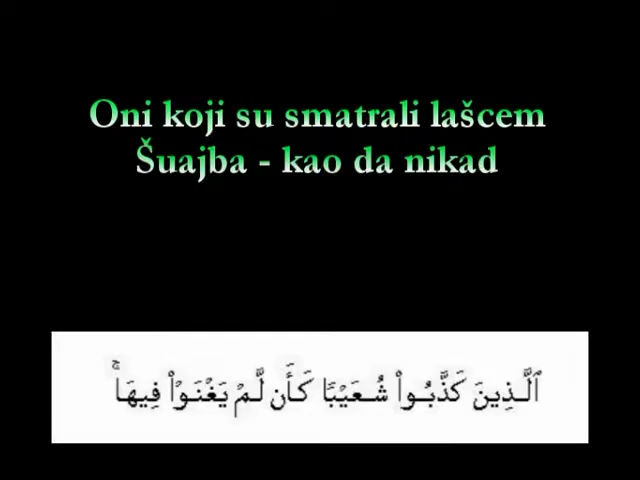 Oni koji su smatrali lašcem
Šuajba - kao da nikad
ٱلَّذِينَ كَذَّبُوا۟ شُعَيْبًا كَأَن لَّمْ يَغْنَوْا۟ فِيهَا ۚ